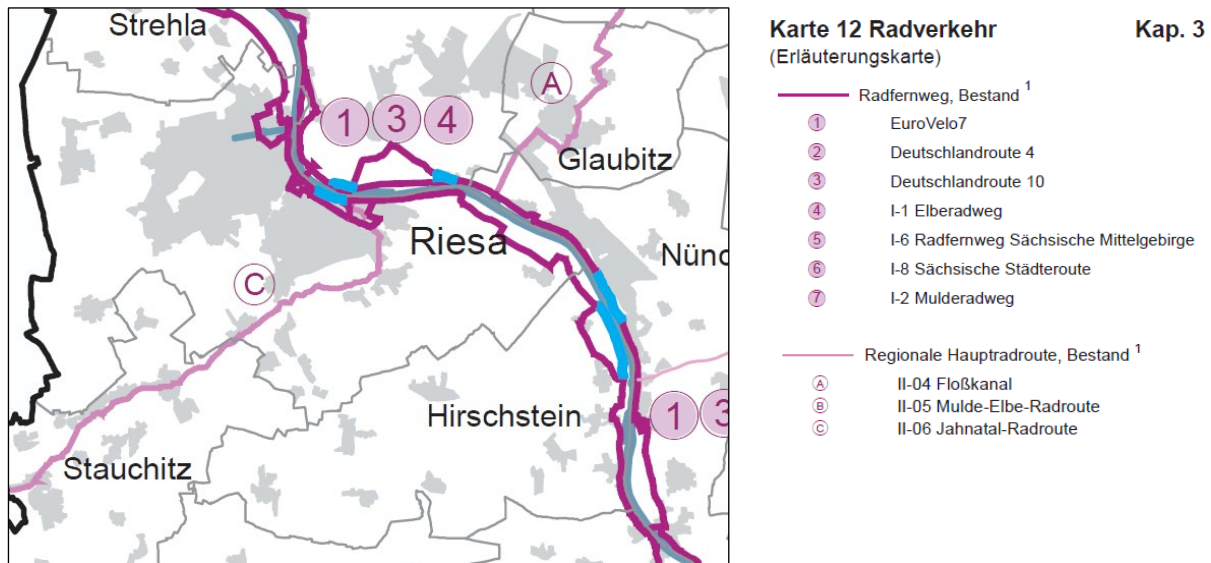 Strehla
A
1 3 4
Glaubitz
Riesa
Nünc
C
Hirschstein
1 3
Stauchitz
Karte 12 Radverkehr Kap. 3
(Erläuterungskarte)
Radfernweg, Bestand 1
1 EuroVelo7
2 Deutschlandroute 4
3 Deutschlandroute 10
4 I-1 Elberadweg
5 I-6 Radfernweg Sächsische Mittelgebirge
6 I-8 Sächsische Städteroute
7 I-2 Mulderadweg
Regionale Hauptradroute, Bestand 1
A II-04 Floßkanal
B II-05 Mulde-Elbe-Radroute
C II-06 Jahnatal-Radroute